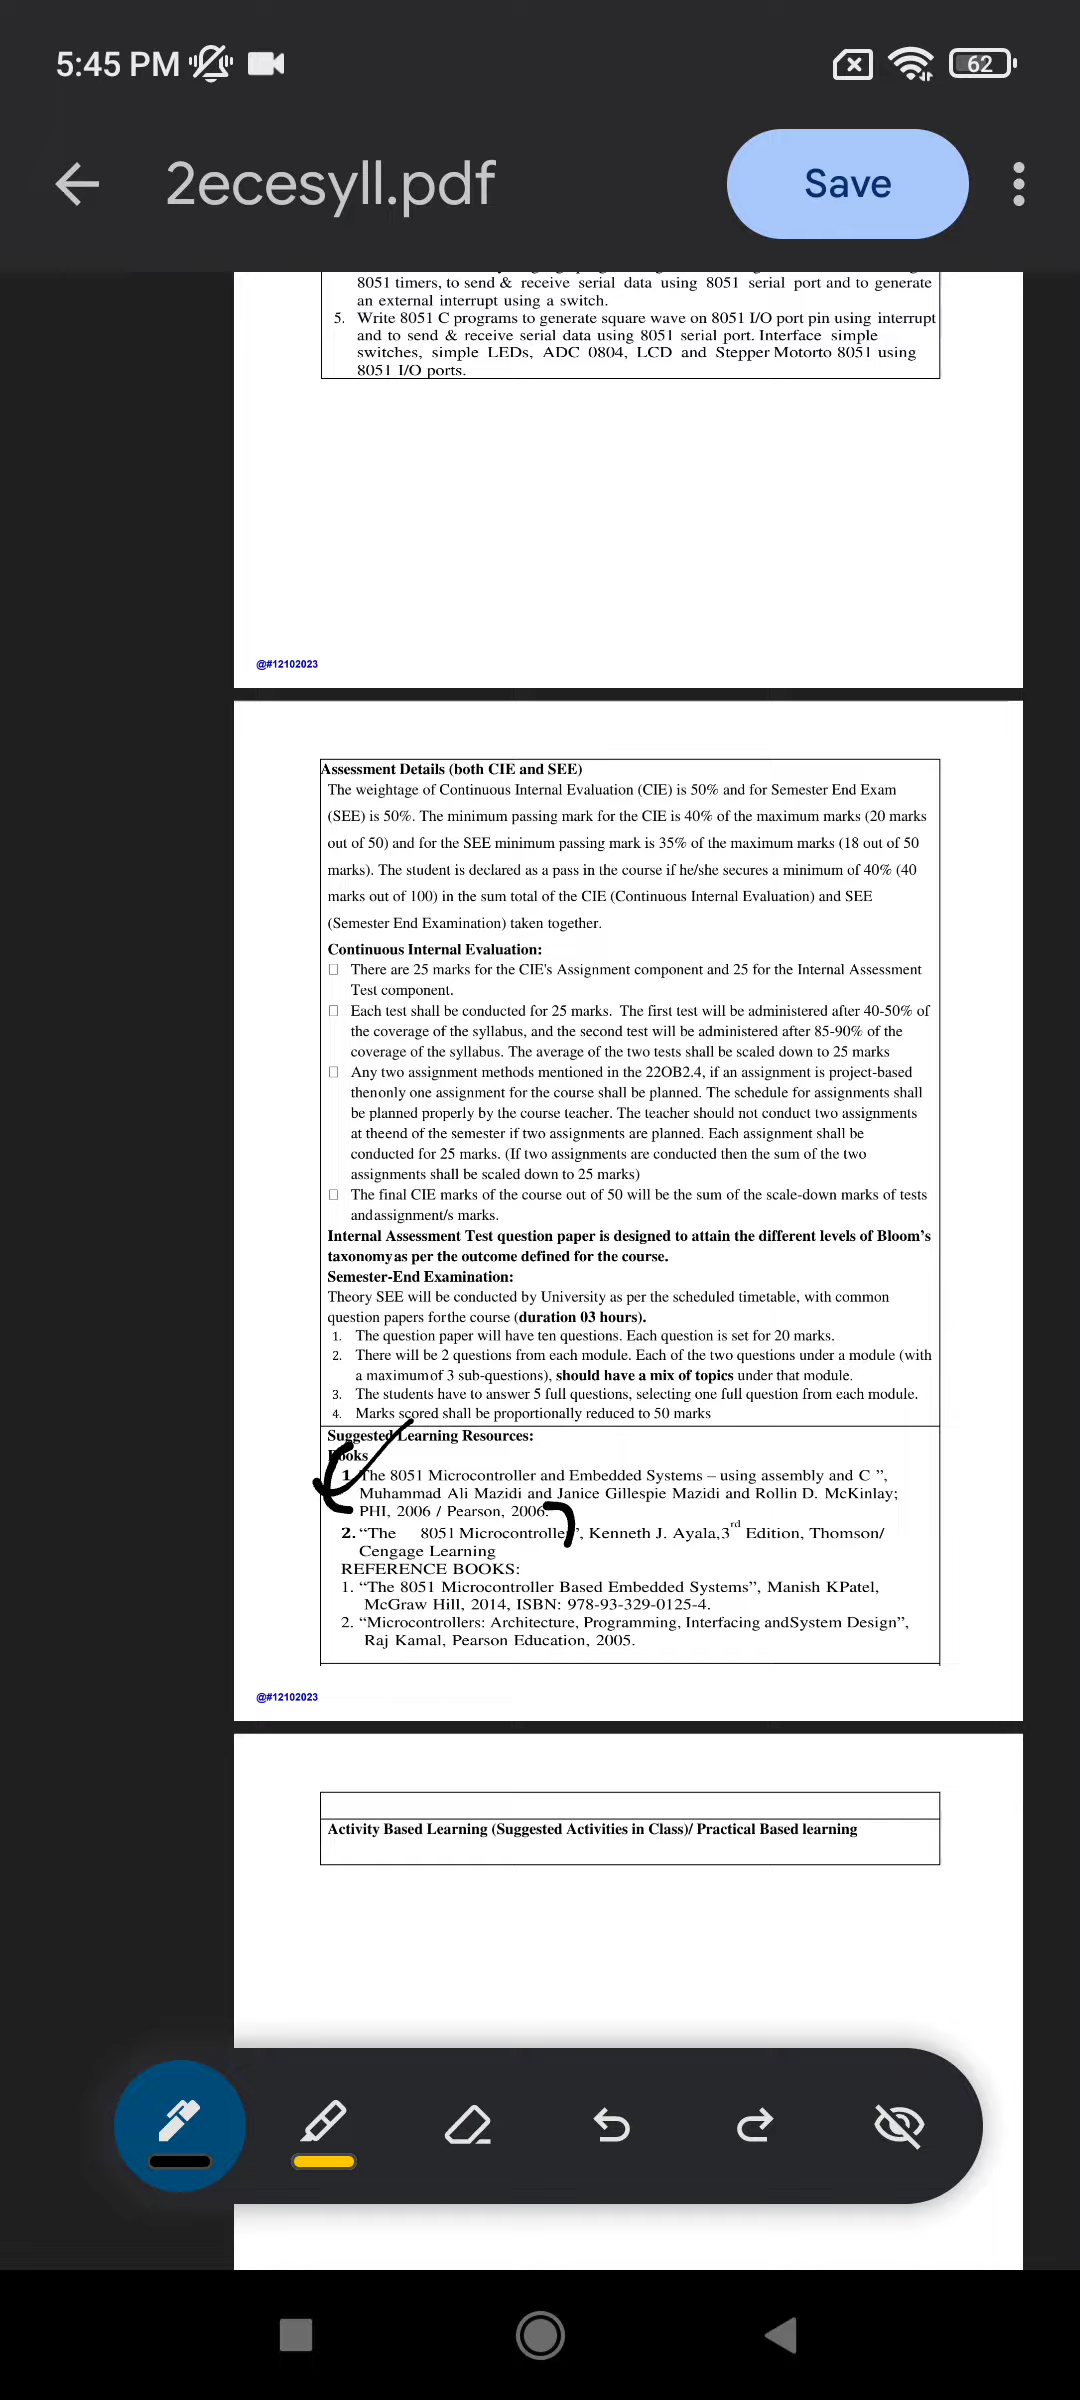 5:45 PM
62
2ecesyll.pdf
Save
8051 timers, to send & receive serial data using 8051 serial port and to generate
an external interrupt using a switch.
5. Write 8051 C programs to generate square wave on 8051 I/O port pin using interrupt
and to send & receive serial data using 8051 serial port. Interface simple
switches, simple LEDs, ADC 0804, LCD and Stepper Motorto 8051 using
8051 I/O ports.
@#12102023
Assessment Details (both CIE and SEE)
The weightage of Continuous Internal Evaluation (CIE) is 50% and for Semester End Exam
(SEE) is 50%. The minimum passing mark for the CIE is 40% of the maximum marks (20 marks
out of 50) and for the SEE minimum passing mark is 35% of the maximum marks (18 out of 50
marks). The student is declared as a pass in the course if he/she secures a minimum of 40% (40
marks out of 100) in the sum total of the CIE (Continuous Internal Evaluation) and SEE
(Semester End Examination) taken together.
Continuous Internal Evaluation:
There are 25 marks for the CIE's Assignment component and 25 for the Internal Assessment
Test component.
Each test shall be conducted for 25 marks. The first test will be administered after 40-50% of
the coverage of the syllabus, and the second test will be administered after 85-90% of the
coverage of the syllabus. The average of the two tests shall be scaled down to 25 marks
Any two assignment methods mentioned in the 22OB2.4, if an assignment is project-based
thenonly one assignment for the course shall be planned. The schedule for assignments shall
be planned properly by the course teacher. The teacher should not conduct two assignments
at theend of the semester if two assignments are planned. Each assignment shall be
conducted for 25 marks. (If two assignments are conducted then the sum of the two
assignments shall be scaled down to 25 marks)
The final CIE marks of the course out of 50 will be the sum of the scale-down marks of tests
andassignment/s marks.
Internal Assessment Test question paper is designed to attain the different levels of Bloom's
taxonomyas per the outcome defined for the course.
Semester-End Examination:
Theory SEE will be conducted by University as per the scheduled timetable, with common
question papers forthe course (duration 03 hours).
1. The question paper will have ten questions. Each question is set for 20 marks.
2. There will be 2 questions from each module. Each of the two questions under a module (with
a maximumof 3 sub-questions), should have a mix of topics under that module.
3. The students have to answer 5 full questions, selecting one full question from each module.
4. Marks scored shall be proportionally reduced to 50 marks
Suggested Learning Resources:
Books
1. The 8051 Microcontroller and Embedded Systems – using assembly and C ”,
Muhammad Ali Mazidi and Janice Gillespie Mazidi and Rollin D. McKinlay;
PHI, 2006 / Pearson, 2006.
2. “The 8051 Microcontroller”, Kenneth J. Ayala,3rd Edition, Thomson/
Cengage Learning
REFERENCE BOOKS:
1. “The 8051 Microcontroller Based Embedded Systems”, Manish KPatel,
McGraw Hill, 2014, ISBN: 978-93-329-0125-4.
2. “Microcontrollers: Architecture, Programming, Interfacing andSystem Design”,
Raj Kamal, Pearson Education, 2005.
@#12102023
Activity Based Learning (Suggested Activities in Class)/ Practical Based learning